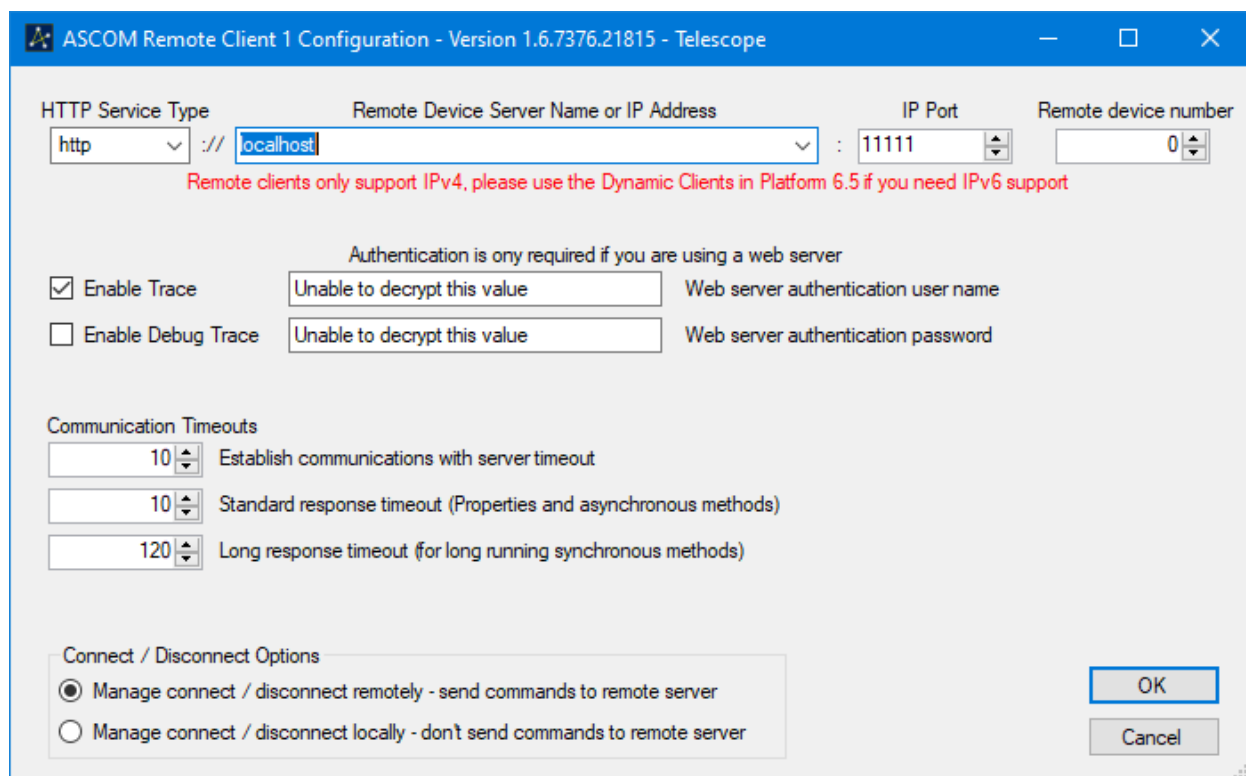 ASCOM Remote Client 1 Configuration - Version 1.6.7376.21815 - Telescope
HTTP Service Type Remote Device Server Name or IP Address IP Port Remote device number
http :// localhost : 11111 0
Remote clients only support IPv4, please use the Dynamic Clients in Platform 6.5 if you need IPv6 support
Authentication is ony required if you are using a web server
Enable Trace Unable to decrypt this value Web server authentication user name
Enable Debug Trace Unable to decrypt this value Web server authentication password
Communication Timeouts
10 Establish communications with server timeout
10 Standard response timeout (Properties and asynchronous methods)
120 Long response timeout (for long running synchronous methods)
Connect / Disconnect Options
Manage connect / disconnect remotely - send commands to remote server
OK
Manage connect / disconnect locally - don't send commands to remote server
Cancel